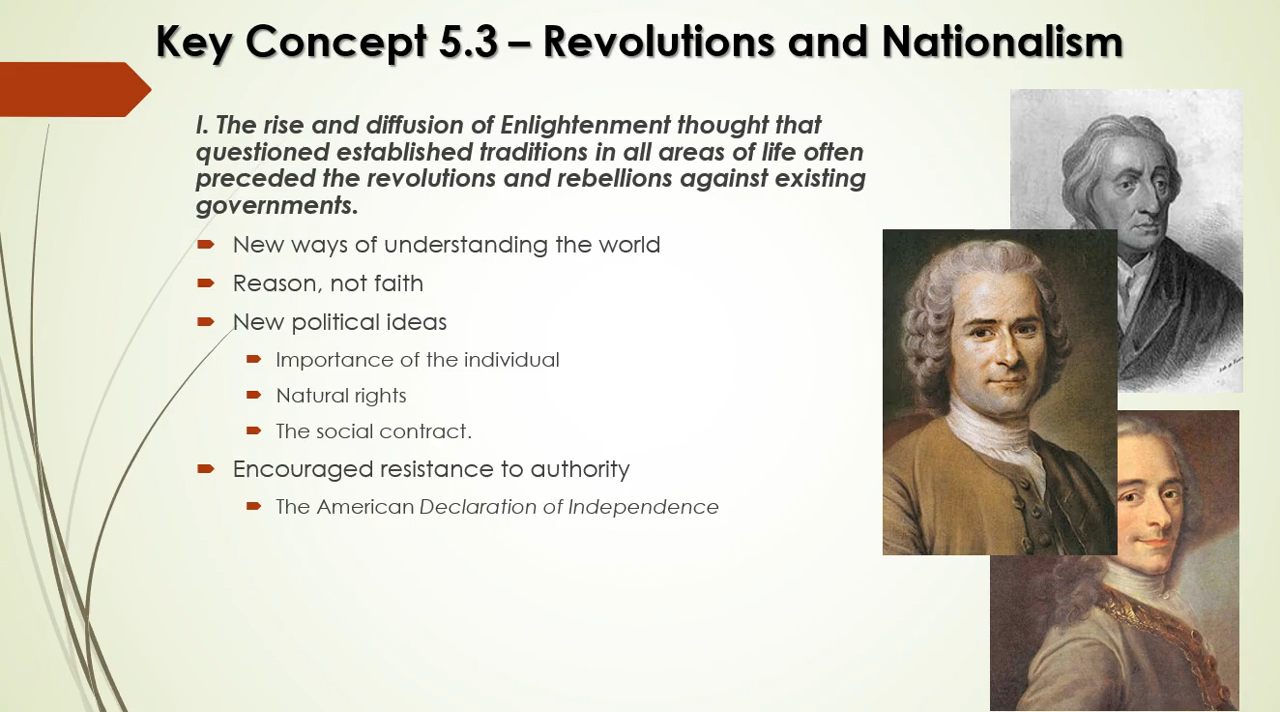 Key Concept 5.3 – Revolutions and Nationalism
I. The rise and diffusion of Enlightenment thought that
questioned established traditions in all areas of life often
preceded the revolutions and rebellions against existing
governments.
New ways of understanding the world
Reason, not faith
New political ideas
Importance of the individual
Natural rights
The social contract.
Encouraged resistance to authority
The American Declaration of Independence